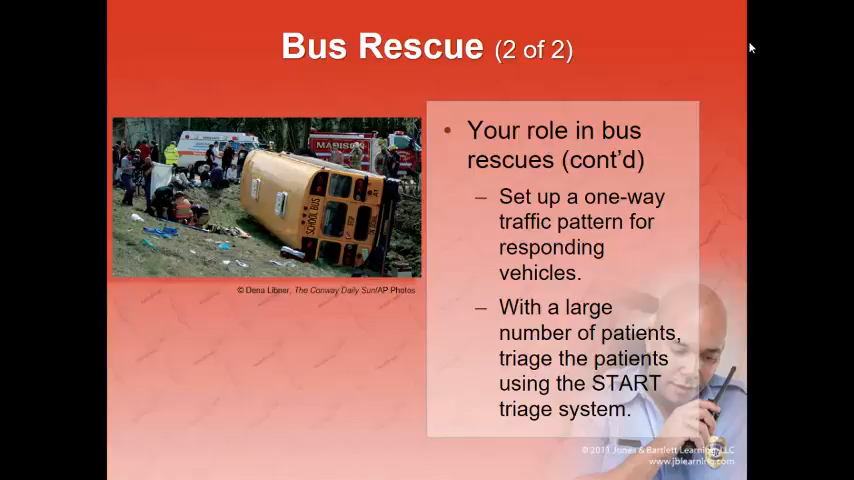 Bus Rescue (2 of 2)
• Your role in bus
rescues (cont'd)
– Set up a one-way
traffic pattern for
responding
vehicles.
– With a large
number of patients,
triage the patients
using the START
triage system.
MADISON
SCHOOL BUS
© Dena Libner, The Conway Daily Sun/AP Photos
© 2011 Jones & Bartlett Learning, LLC
www.jblearning.com